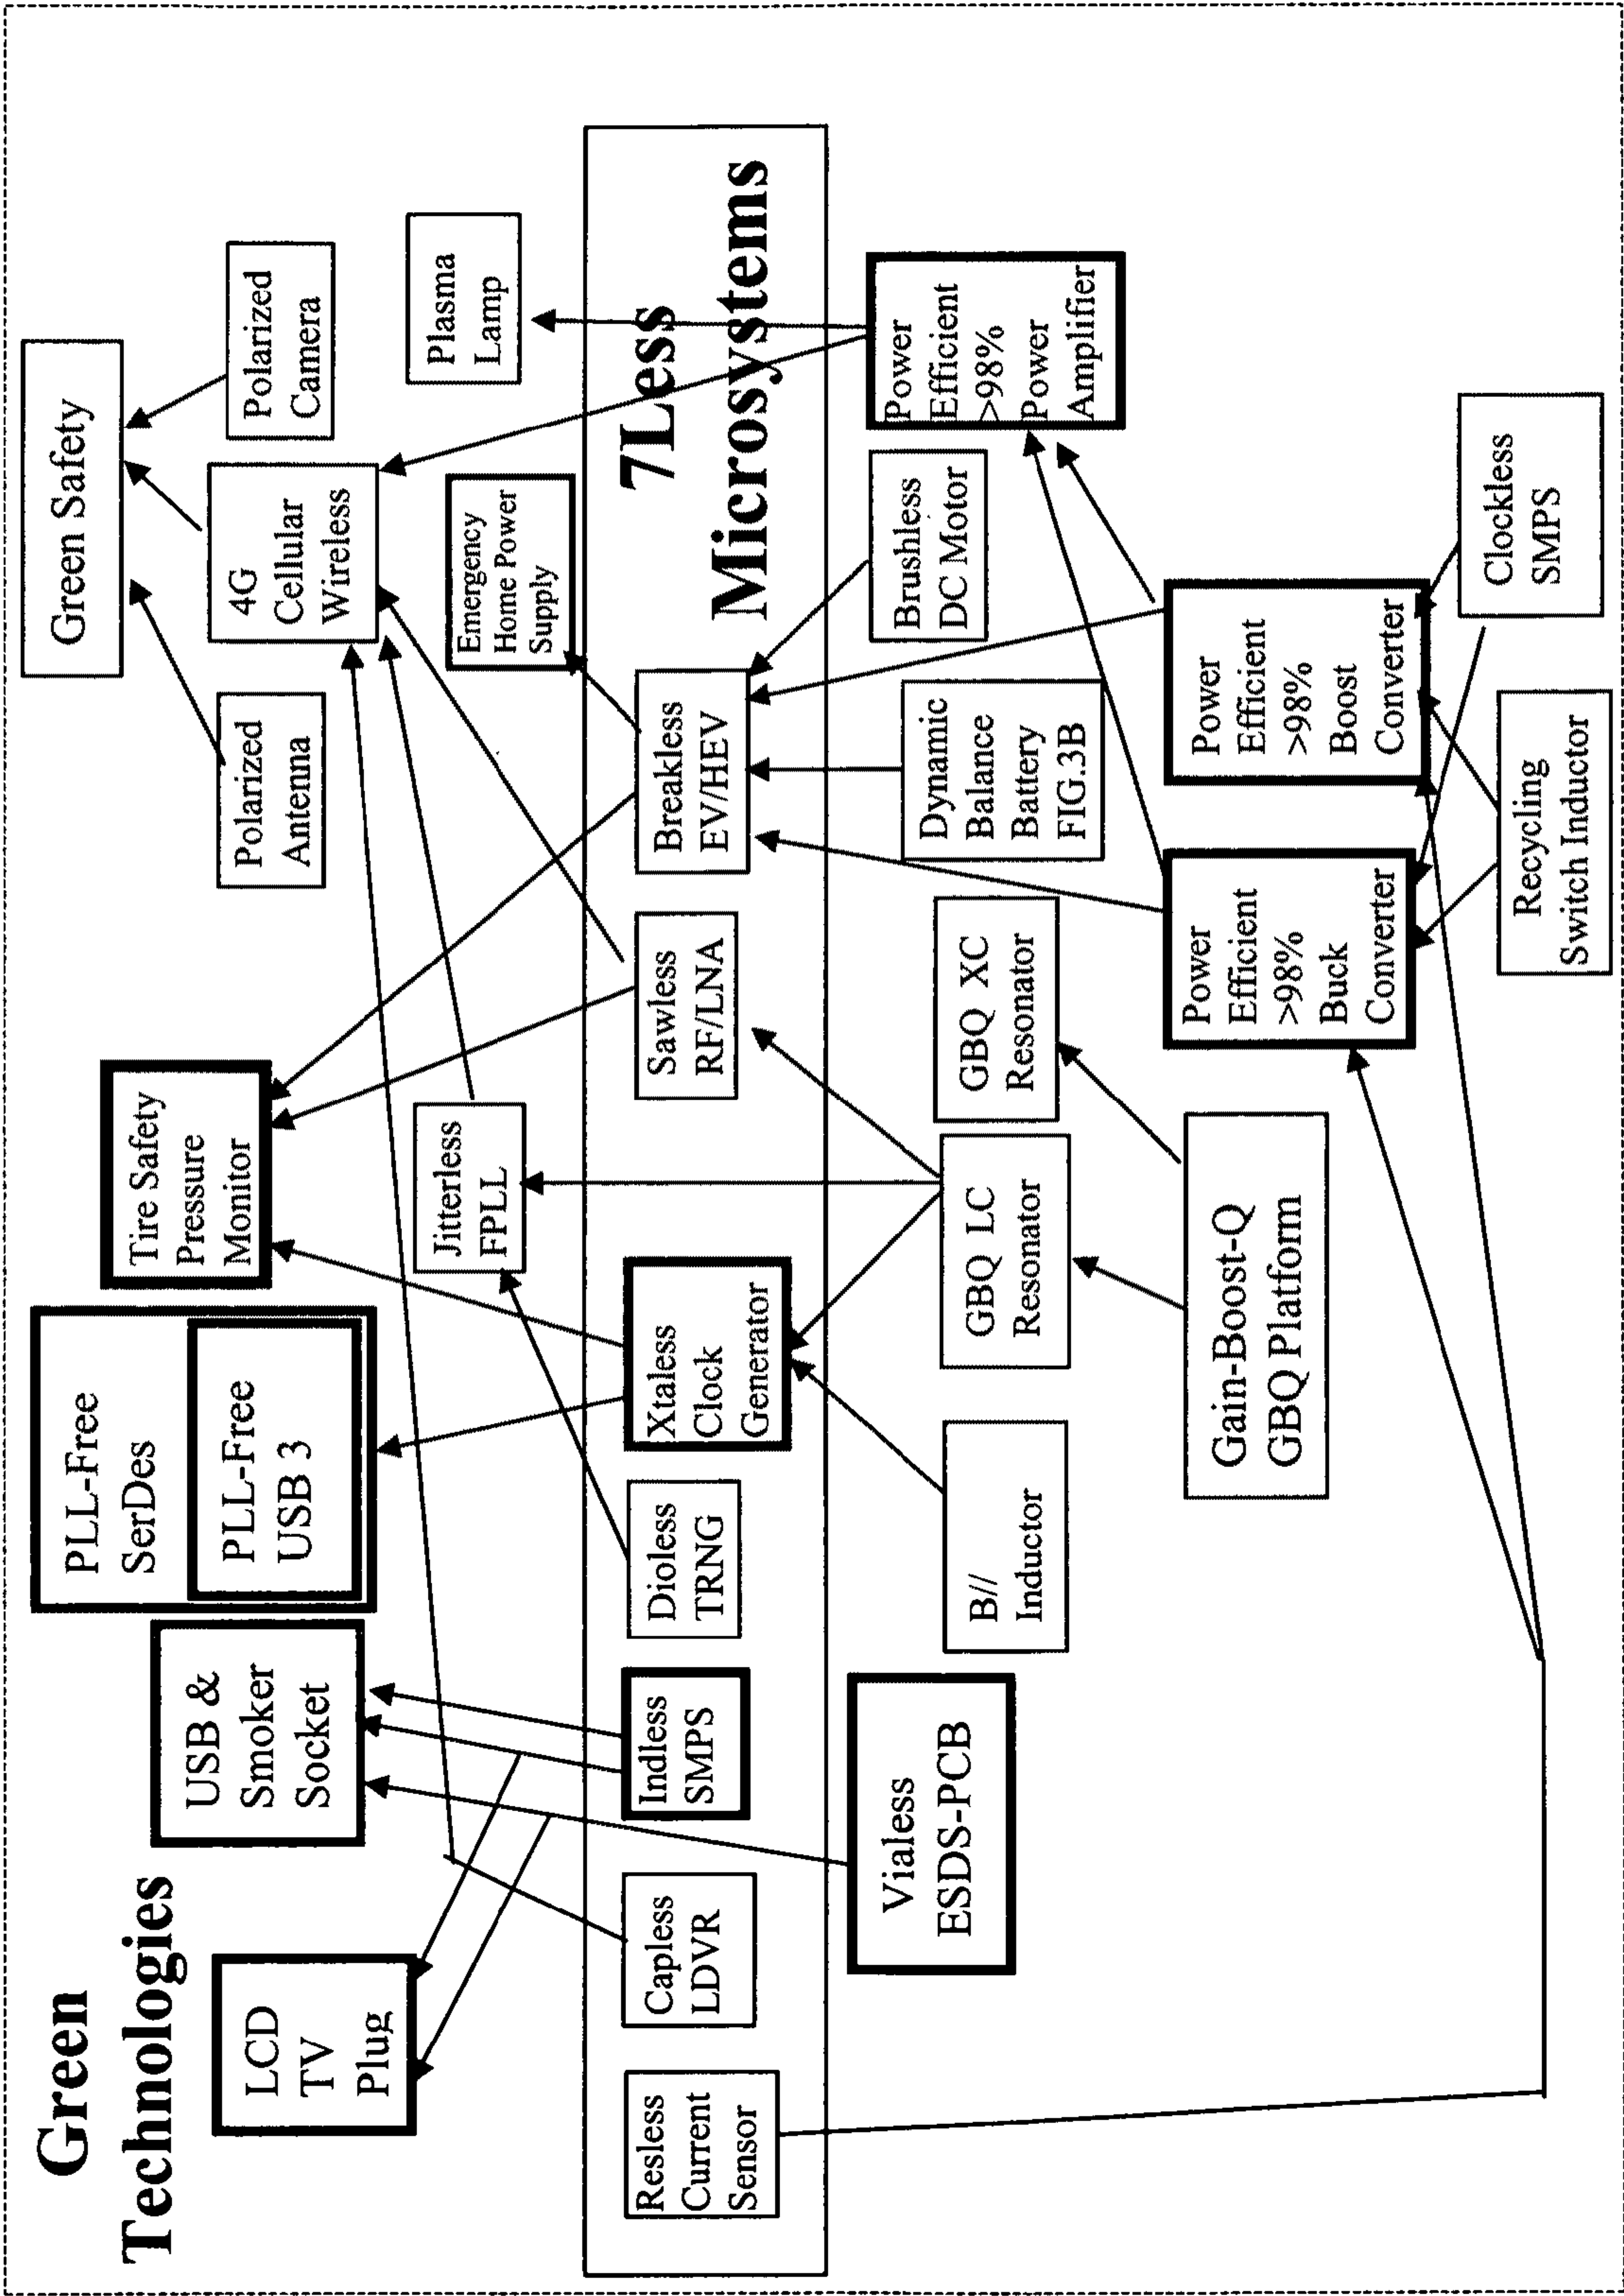 Green
Technologies
LCD
TV
Plug
USB &
Smoker
Socket
PLL-Free
SerDes
PLL-Free
USB 3
Tire Safety
Pressure
Monitor
Polarized
Antenna
Green Safety
4G
Cellular
Wireless
Polarized
Camera
Jitterless
FPLL
Emergency
Home Power
Supply
Plasma
Lamp
Resless
Current
Sensor
Capless
LDVR
Indless
SMPS
Dioless
TRNG
Xtaless
Clock
Generator
Sawless
RF/LNA
Breakless
EV/HEV
7Less
Microsystems
Vialess
ESDS-PCB
B//
Inductor
GBQ LC
Resonator
GBQ XC
Resonator
Dynamic
Balance
Battery
FIG.3B
Brushless
DC Motor
Power
Efficient
>98%
Power
Amplifier
Gain-Boost-Q
GBQ Platform
Power
Efficient
>98%
Buck
Converter
Power
Efficient
>98%
Boost
Converter
Recycling
Switch Inductor
Clockless
SMPS